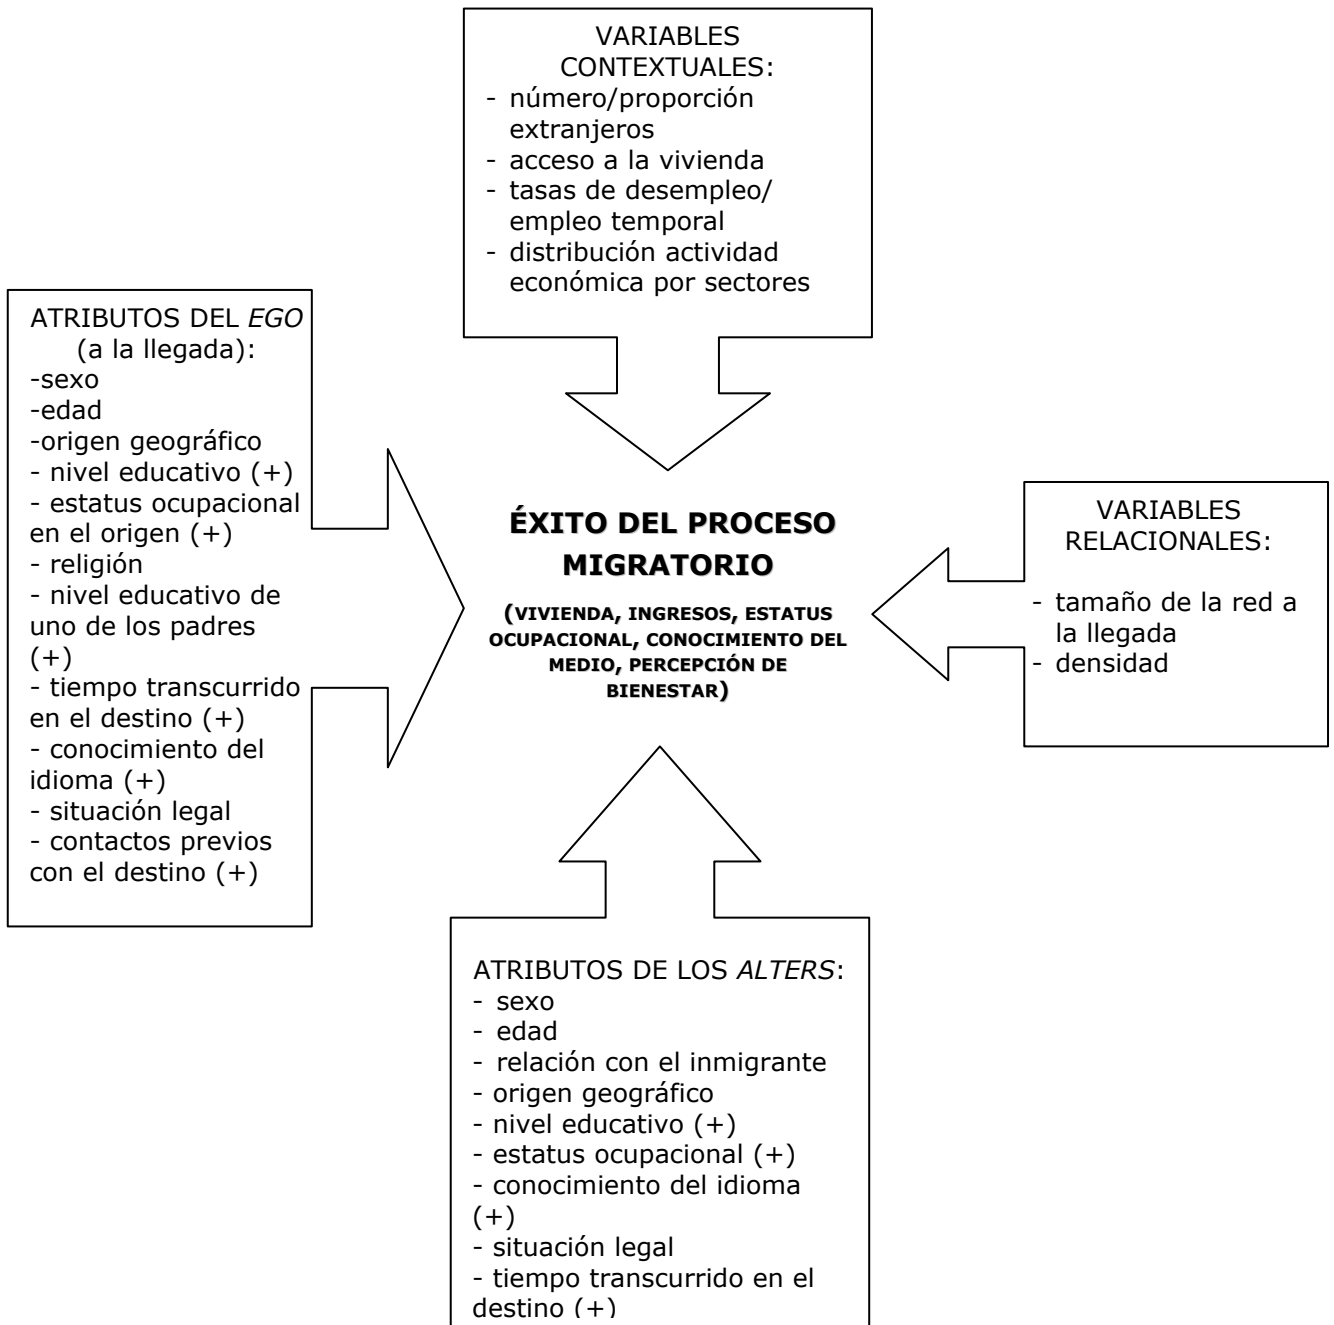 VARIABLES
CONTEXTUALES:
- número/proporción
extranjeros
- acceso a la vivienda
- tasas de desempleo/
empleo temporal
- distribución actividad
económica por sectores
ATRIBUTOS DEL EGO
(a la llegada):
-sexo
-edad
-origen geográfico
- nivel educativo (+)
- estatus ocupacional
en el origen (+)
- religión
- nivel educativo de
uno de los padres
(+)
- tiempo transcurrido
en el destino (+)
- conocimiento del
idioma (+)
- situación legal
- contactos previos
con el destino (+)
ÉXITO DEL PROCESO
MIGRATORIO
(VIVIENDA, INGRESOS, ESTATUS
OCUPACIONAL, CONOCIMIENTO DEL
MEDIO, PERCEPCIÓN DE
BIENESTAR)
VARIABLES
RELACIONALES:
- tamaño de la red a
la llegada
- densidad
ATRIBUTOS DE LOS ALTERS:
- sexo
- edad
- relación con el inmigrante
- origen geográfico
- nivel educativo (+)
- estatus ocupacional (+)
- conocimiento del idioma
(+)
- situación legal
- tiempo transcurrido en el
destino (+)